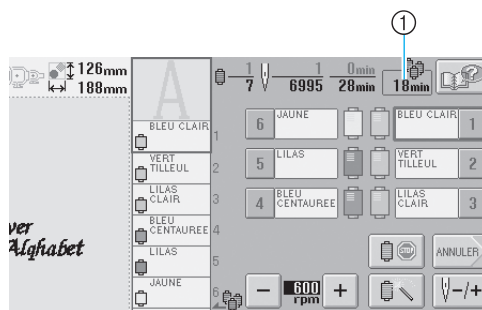 1
126mm
188mm
1 1 0min
7 6995 28min 18min
A
BLEU CLAIR 1
VERT TILLEUL 2
LILAS CLAIR 3
BLEU CENTAUREE 4
LILAS 5
JAUNE 6
6 JAUNE
BLEU CLAIR 1
5 LILAS
VERT TILLEUL 2
4 BLEU CENTAUREE
LILAS CLAIR 3
ver
Alphabet
STOP
ANNULER
- 600 rpm +
-/+